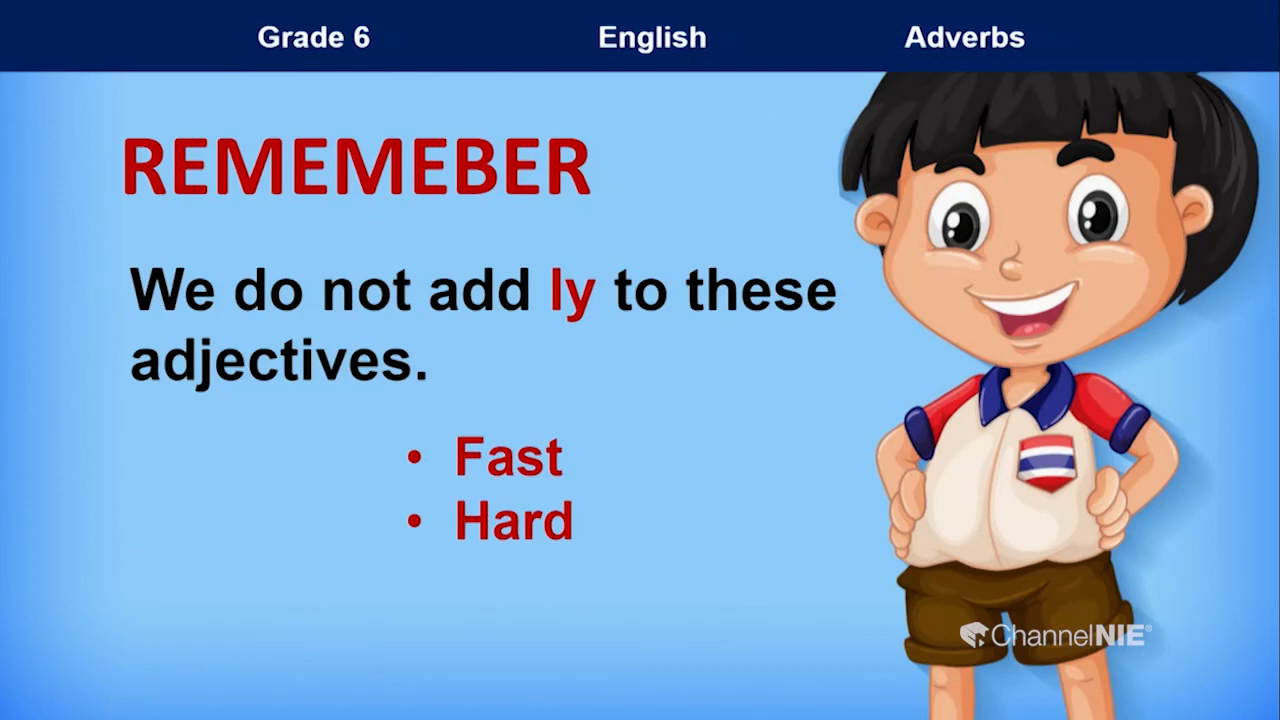 Grade 6 English Adverbs
REMEMEBER
We do not add ly to these
adjectives.
• Fast
• Hard
ChannelNIE®